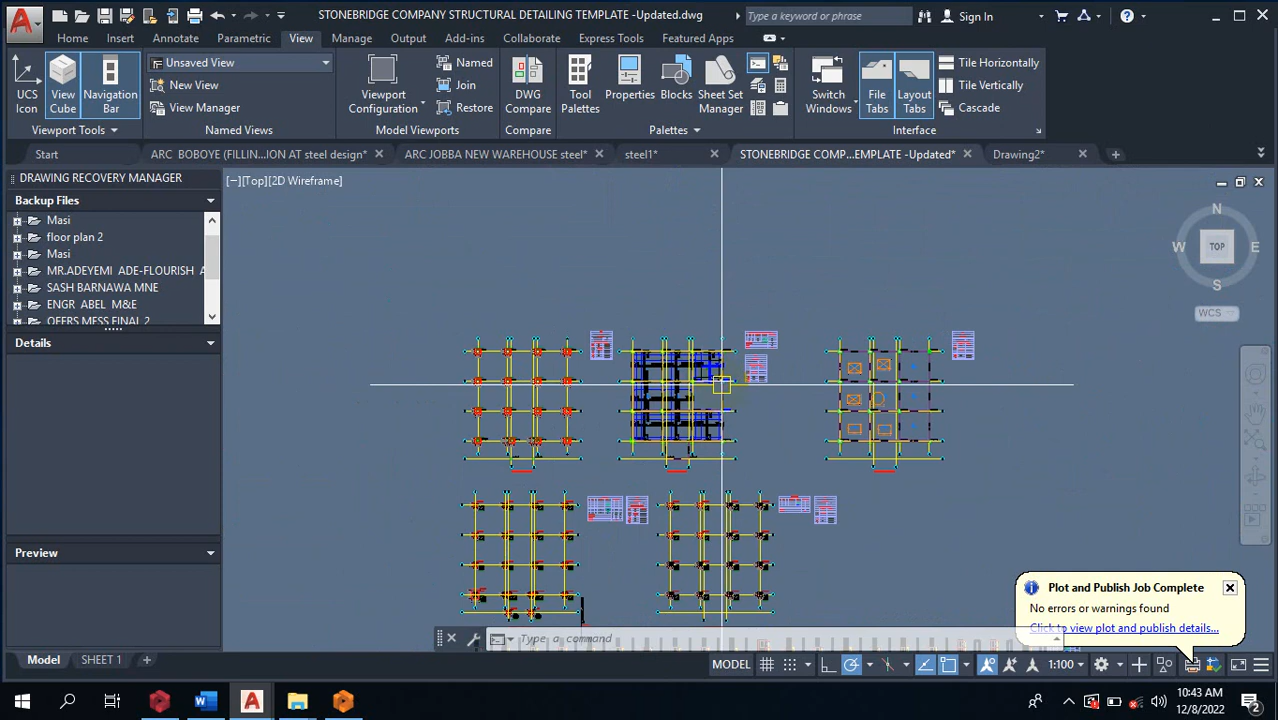 STONEBRIDGE COMPANY STRUCTURAL DETAILING TEMPLATE -Updated.dwg
Type a keyword or phrase
Sign In
Home Insert Annotate Parametric View Manage Output Add-ins Collaborate Express Tools Featured Apps
UCS Icon
View Cube
Navigation Bar
Viewport Tools
Unsaved View
New View
View Manager
Named Views
Viewport Configuration
Named
Join
Restore
Model Viewports
DWG Compare
Compare
Tool Palettes
Properties
Blocks
Sheet Set Manager
Palettes
Switch Windows
File Tabs
Layout Tabs
Tile Horizontally
Tile Vertically
Cascade
Interface
Start
ARC BOBOYE (FILLIN...ION AT steel design*
ARC JOBBA NEW WAREHOUSE steel*
steel1*
STONEBRIDGE COMP...EMPLATE -Updated*
Drawing2*
DRAWING RECOVERY MANAGER
Backup Files
Masi
floor plan 2
Masi
MR.ADEYEMI ADE-FLOURISH A
SASH BARNAWA MNE
ENGR ABEL M&E
OFERS MESS FINAL 2
Details
Preview
[−][Top][2D Wireframe]
N
W
TOP
E
S
WCS
Plot and Publish Job Complete
No errors or warnings found
Click to view plot and publish details...
Type a command
Model
SHEET 1
MODEL
1:100
10:43 AM
12/8/2022
2